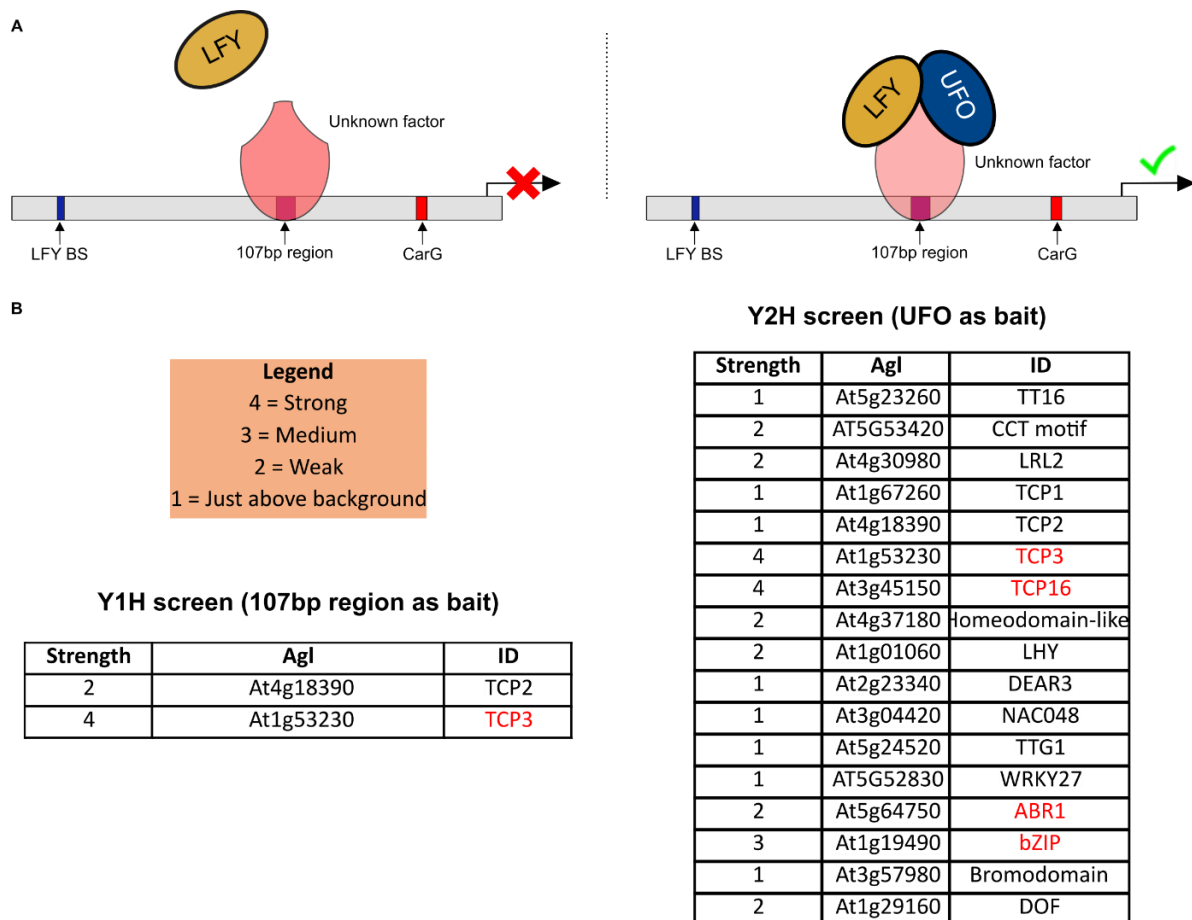 A
LFY
Unknown factor
LFY BS
107bp region
CarG
LFY
UFO
Unknown factor
LFY BS
107bp region
CarG
B
Legend
4 = Strong
3 = Medium
2 = Weak
1 = Just above background
Y1H screen (107bp region as bait)
Strength AgI ID
2 At4g18390 TCP2
4 At1g53230 TCP3
Y2H screen (UFO as bait)
Strength AgI ID
1 At5g23260 TT16
2 AT5G53420 CCT motif
2 At4g30980 LRL2
1 At1g67260 TCP1
1 At4g18390 TCP2
4 At1g53230 TCP3
4 At3g45150 TCP16
2 At4g37180 Homeodomain-like
2 At1g01060 LHY
1 At2g23340 DEAR3
1 At3g04420 NAC048
1 At5g24520 TTG1
1 AT5G52830 WRKY27
2 At5g64750 ABR1
3 At1g19490 bZIP
1 At3g57980 Bromodomain
2 At1g29160 DOF